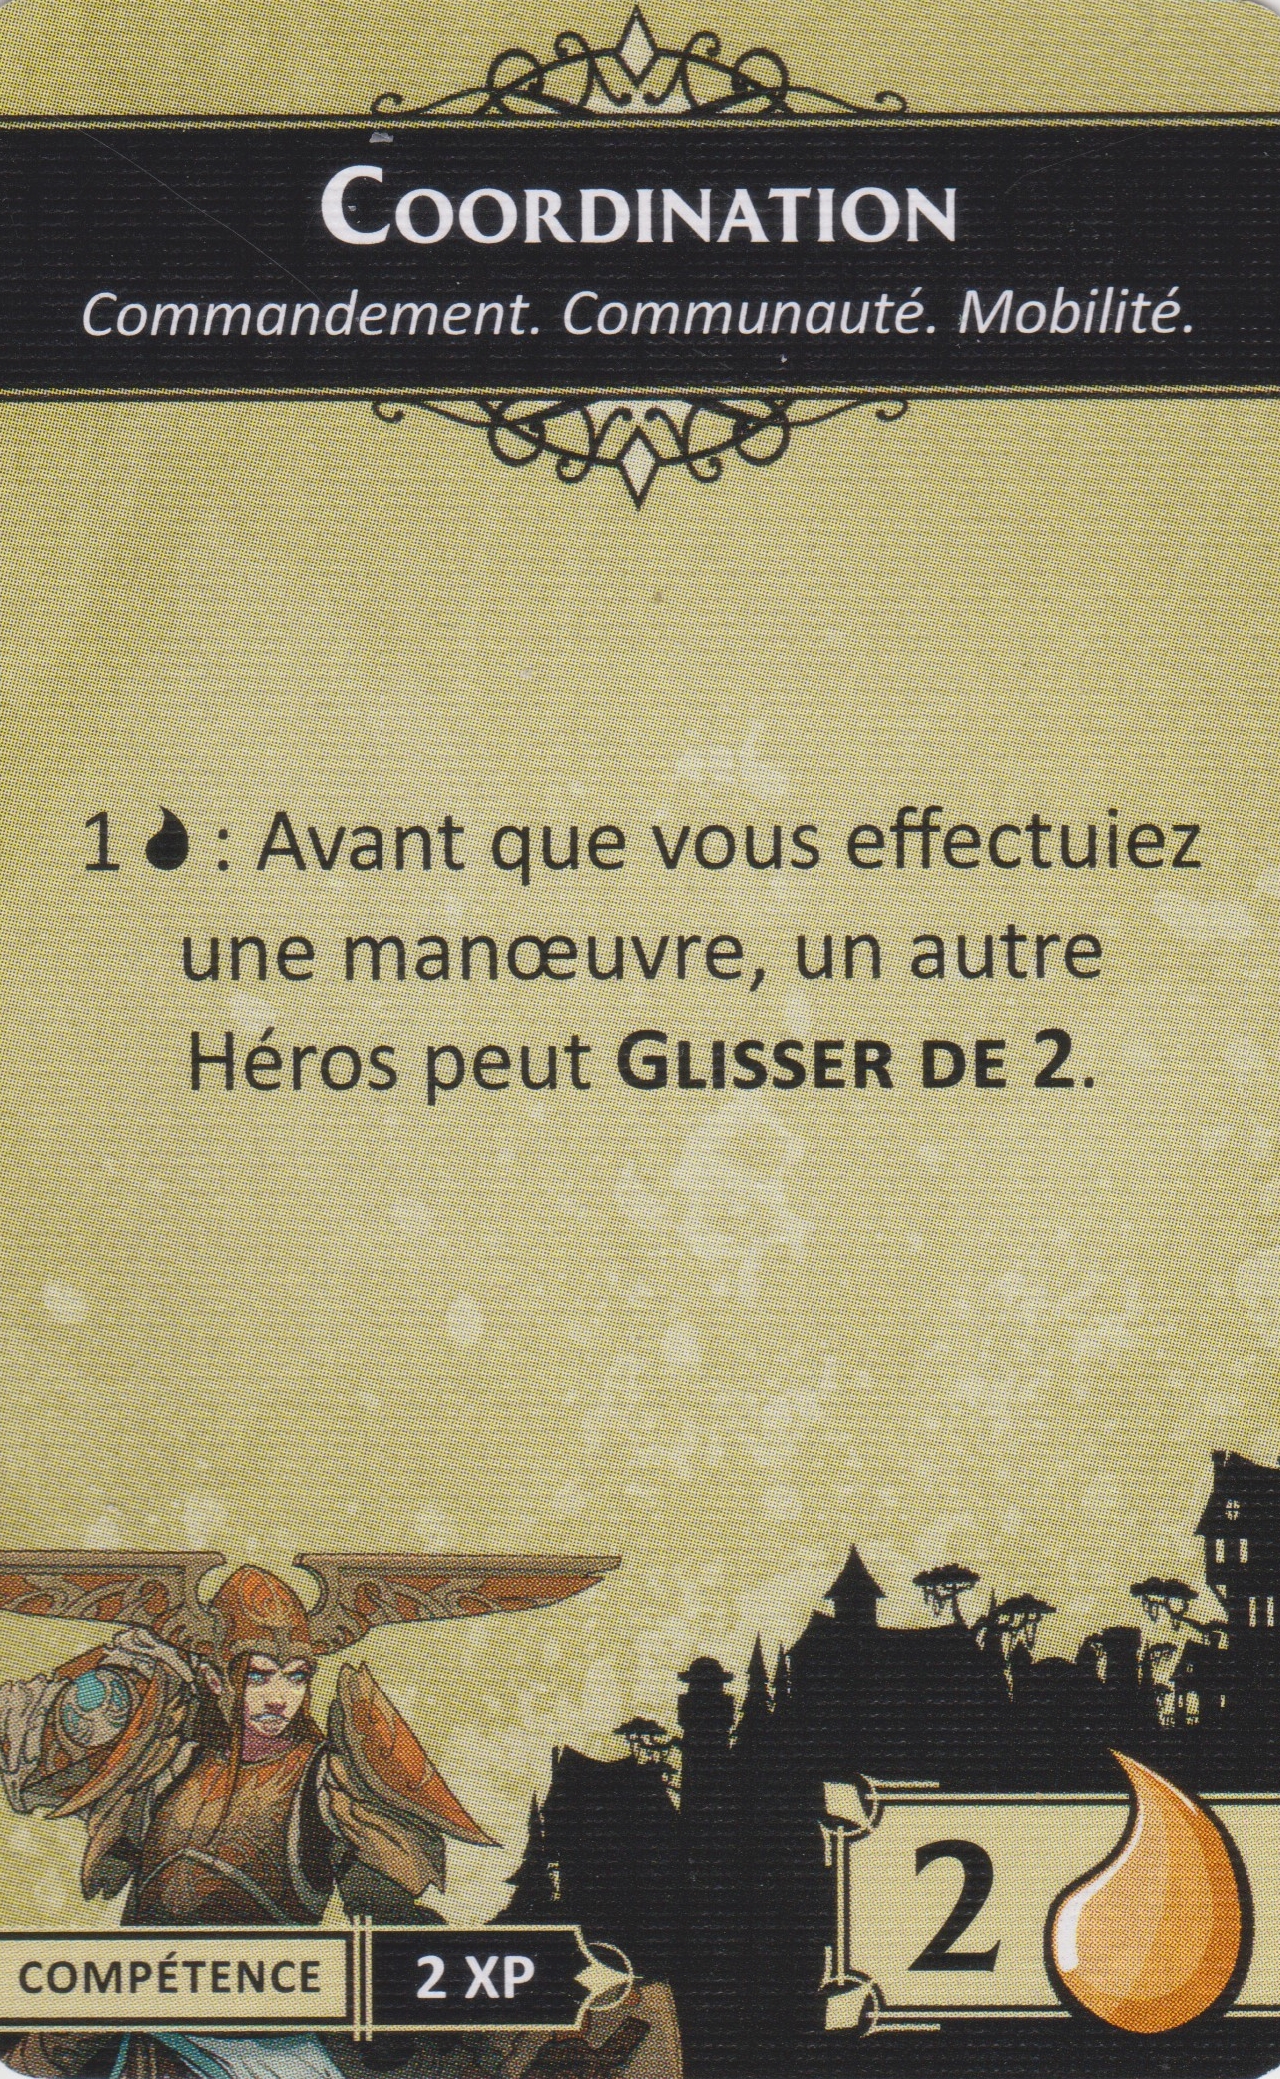 COORDINATION
Commandement. Communauté. Mobilité.
1 : Avant que vous effectuiez
une manœuvre, un autre
Héros peut GLISSER DE 2.
2
COMPÉTENCE
2 XP